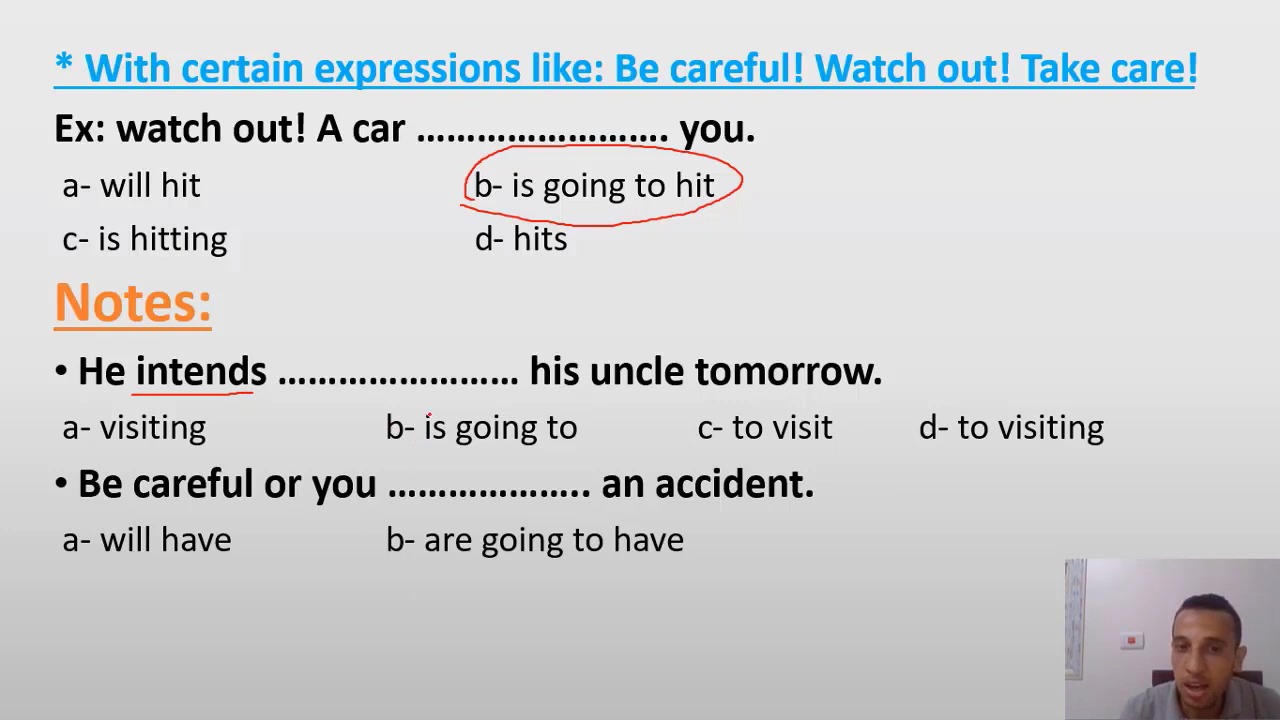 * With certain expressions like: Be careful! Watch out! Take care!
Ex: watch out! A car ……………………. you.
a- will hit b- is going to hit
c- is hitting d- hits
Notes:
• He intends …………………… his uncle tomorrow.
a- visiting b- is going to c- to visit d- to visiting
• Be careful or you ……………….. an accident.
a- will have b- are going to have